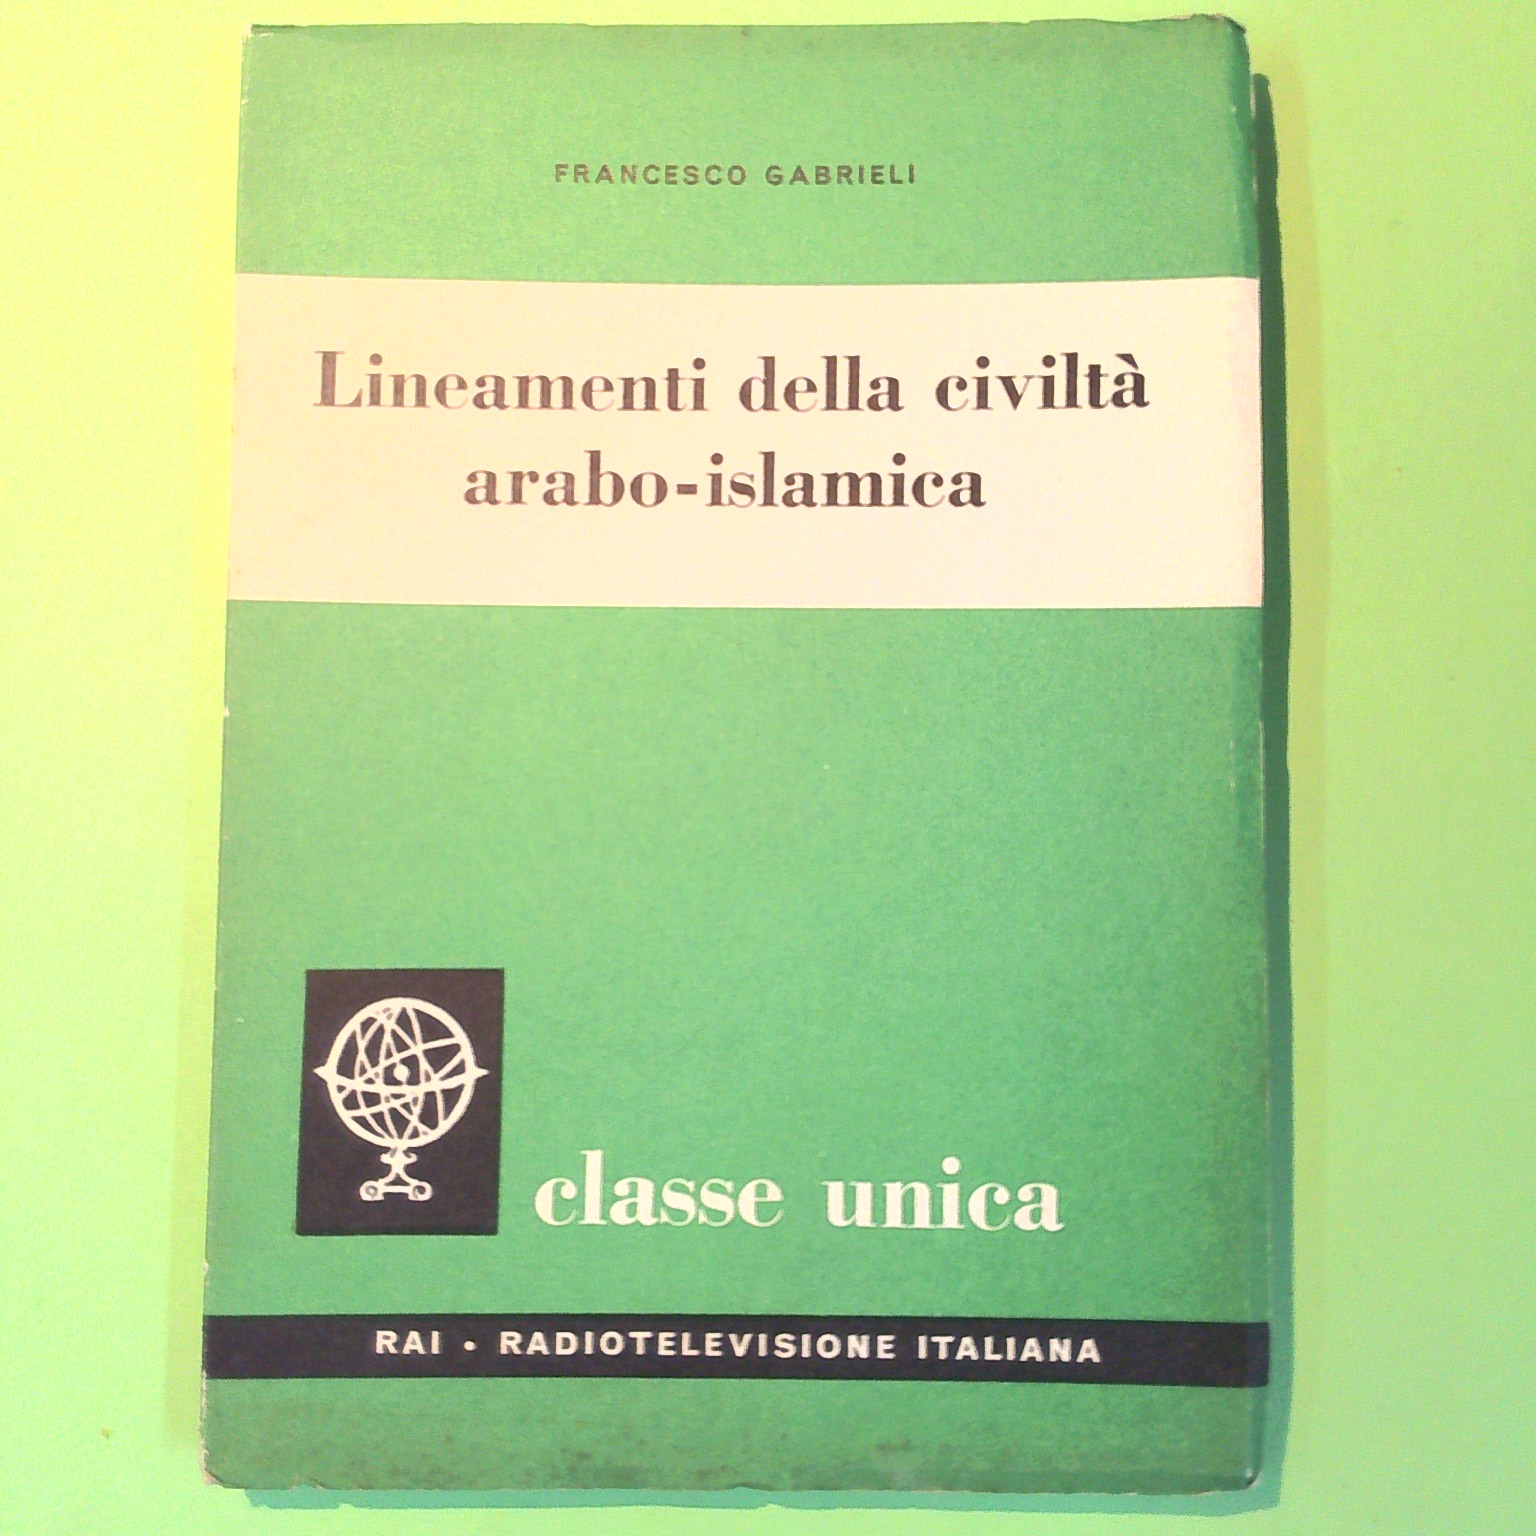 FRANCESCO GABRIELI
Lineamenti della civiltà
arabo-islamica
classe unica
RAI • RADIOTELEVISIONE ITALIANA